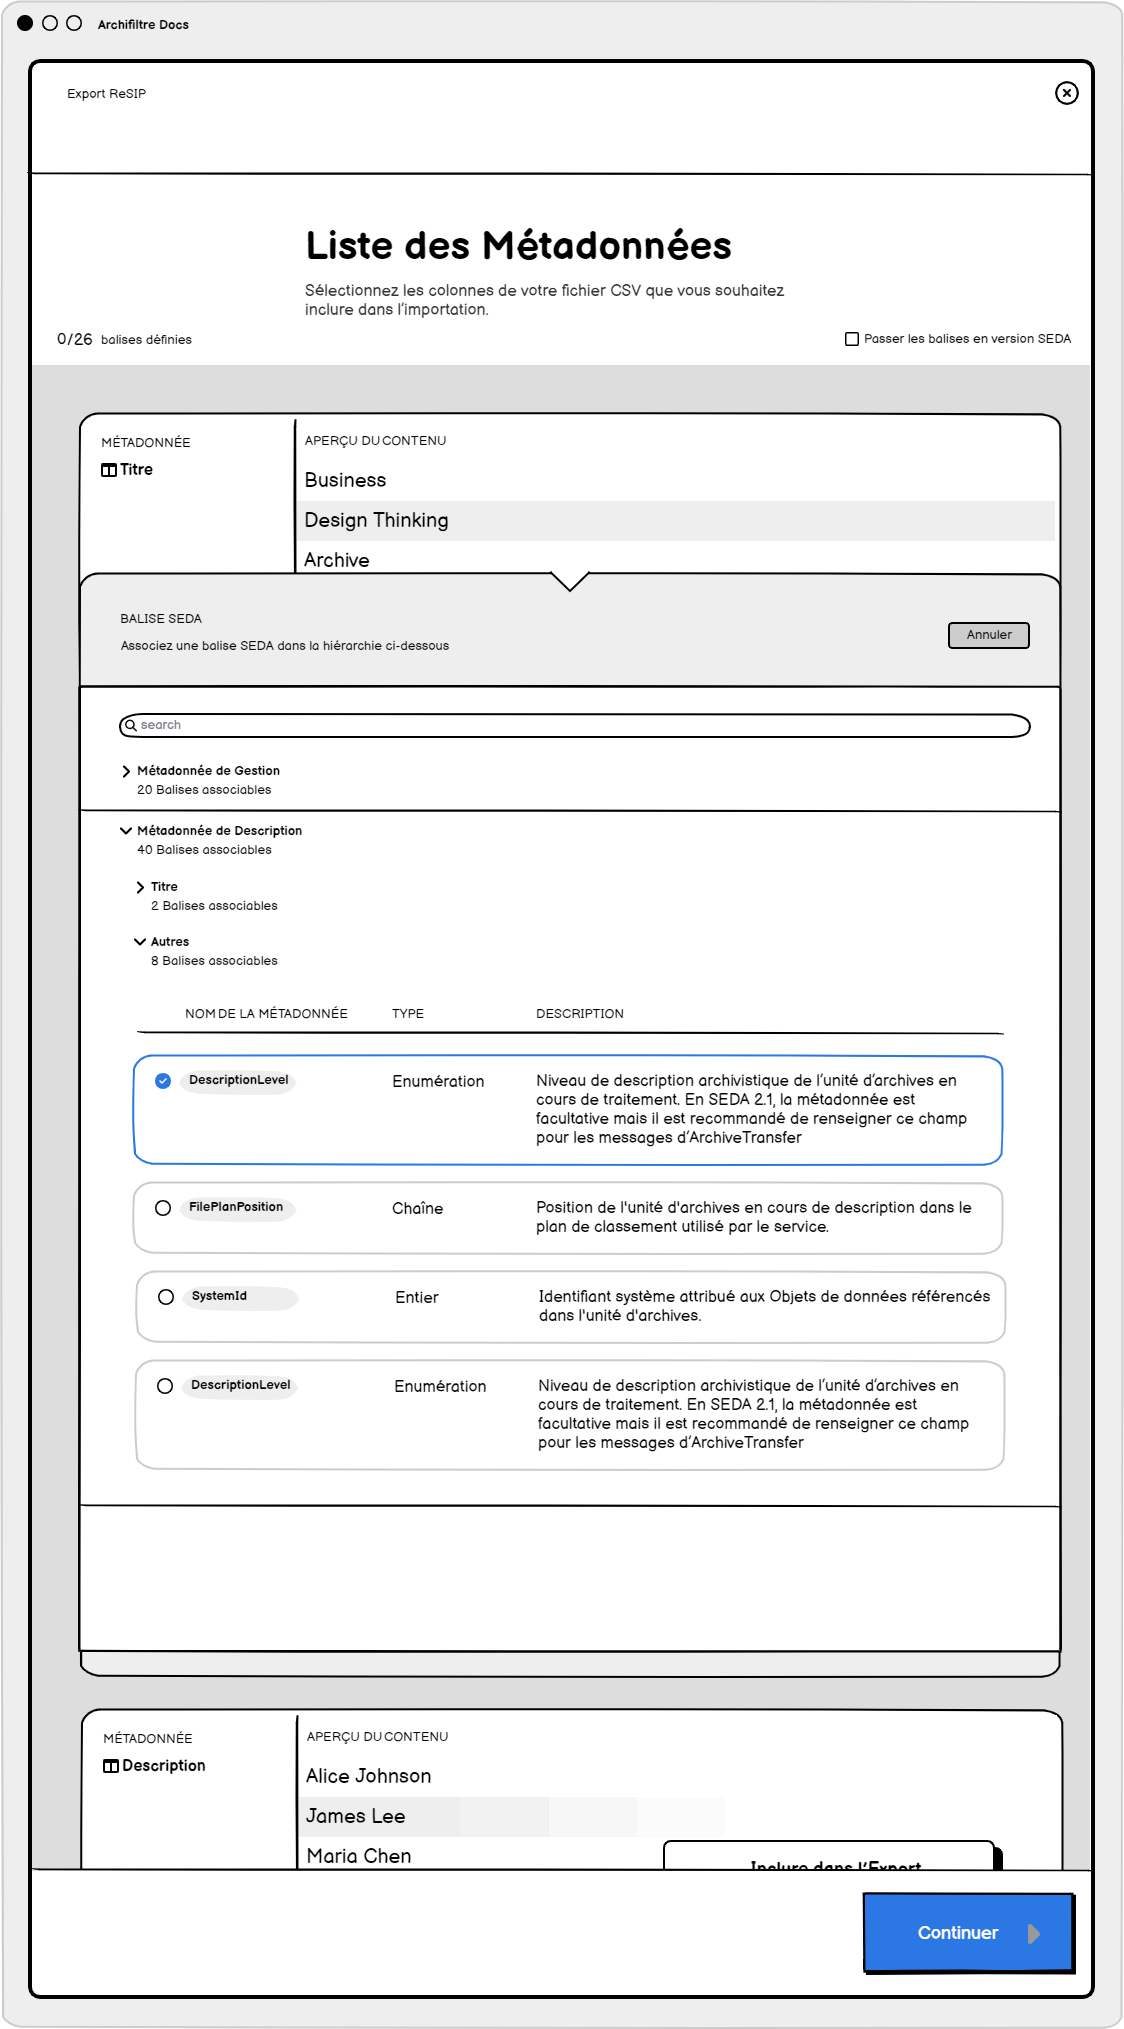 Archifiltre Docs
Export ReSIP
Liste des Métadonnées
Sélectionnez les colonnes de votre fichier CSV que vous souhaitez
inclure dans l’importation.
0/26 balises définies
Passer les balises en version SEDA
MÉTADONNÉE
Titre
APERÇU DU CONTENU
Business
Design Thinking
Archive
BALISE SEDA
Associez une balise SEDA dans la hiérarchie ci-dessous
Annuler
search
Métadonnée de Gestion
20 Balises associables
Métadonnée de Description
40 Balises associables
Titre
2 Balises associables
Autres
8 Balises associables
NOM DE LA MÉTADONNÉE TYPE DESCRIPTION
DescriptionLevel Enumération Niveau de description archivistique de l’unité d’archives en
cours de traitement. En SEDA 2.1, la métadonnée est
facultative mais il est recommandé de renseigner ce champ
pour les messages d’ArchiveTransfer
FilePlanPosition Chaîne Position de l'unité d'archives en cours de description dans le
plan de classement utilisé par le service.
SystemId Entier Identifiant système attribué aux Objets de données référencés
dans l'unité d'archives.
DescriptionLevel Enumération Niveau de description archivistique de l’unité d’archives en
cours de traitement. En SEDA 2.1, la métadonnée est
facultative mais il est recommandé de renseigner ce champ
pour les messages d’ArchiveTransfer
MÉTADONNÉE
Description
APERÇU DU CONTENU
Alice Johnson
James Lee
Maria Chen
Inclure dans l’Export
Continuer